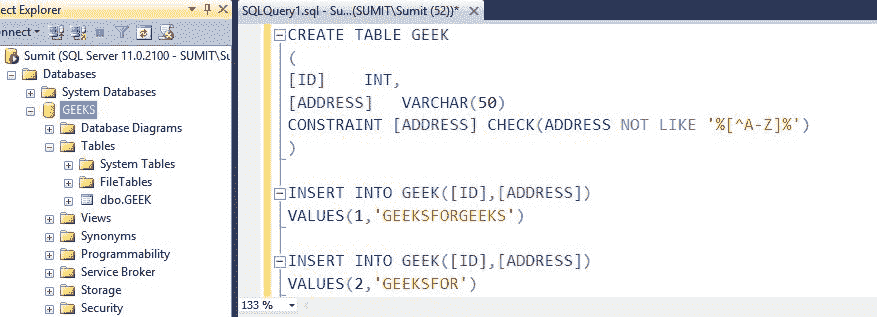 ect Explorer
SQLQuery1.sql - Su...(SUMIT\Sumit (52))*
nnect
Sumit (SQL Server 11.0.2100 - SUMIT\Su
Databases
System Databases
GEEKS
Database Diagrams
Tables
System Tables
FileTables
dbo.GEEK
Views
Synonyms
Programmability
Service Broker
Storage
Security
CREATE TABLE GEEK
(
[ID] INT,
[ADDRESS] VARCHAR(50)
CONSTRAINT [ADDRESS] CHECK(ADDRESS NOT LIKE '%[^A-Z]%')
)
INSERT INTO GEEK([ID],[ADDRESS])
VALUES(1,'GEEKSFORGEEKS')
INSERT INTO GEEK([ID],[ADDRESS])
VALUES(2,'GEEKSFOR')
133 %